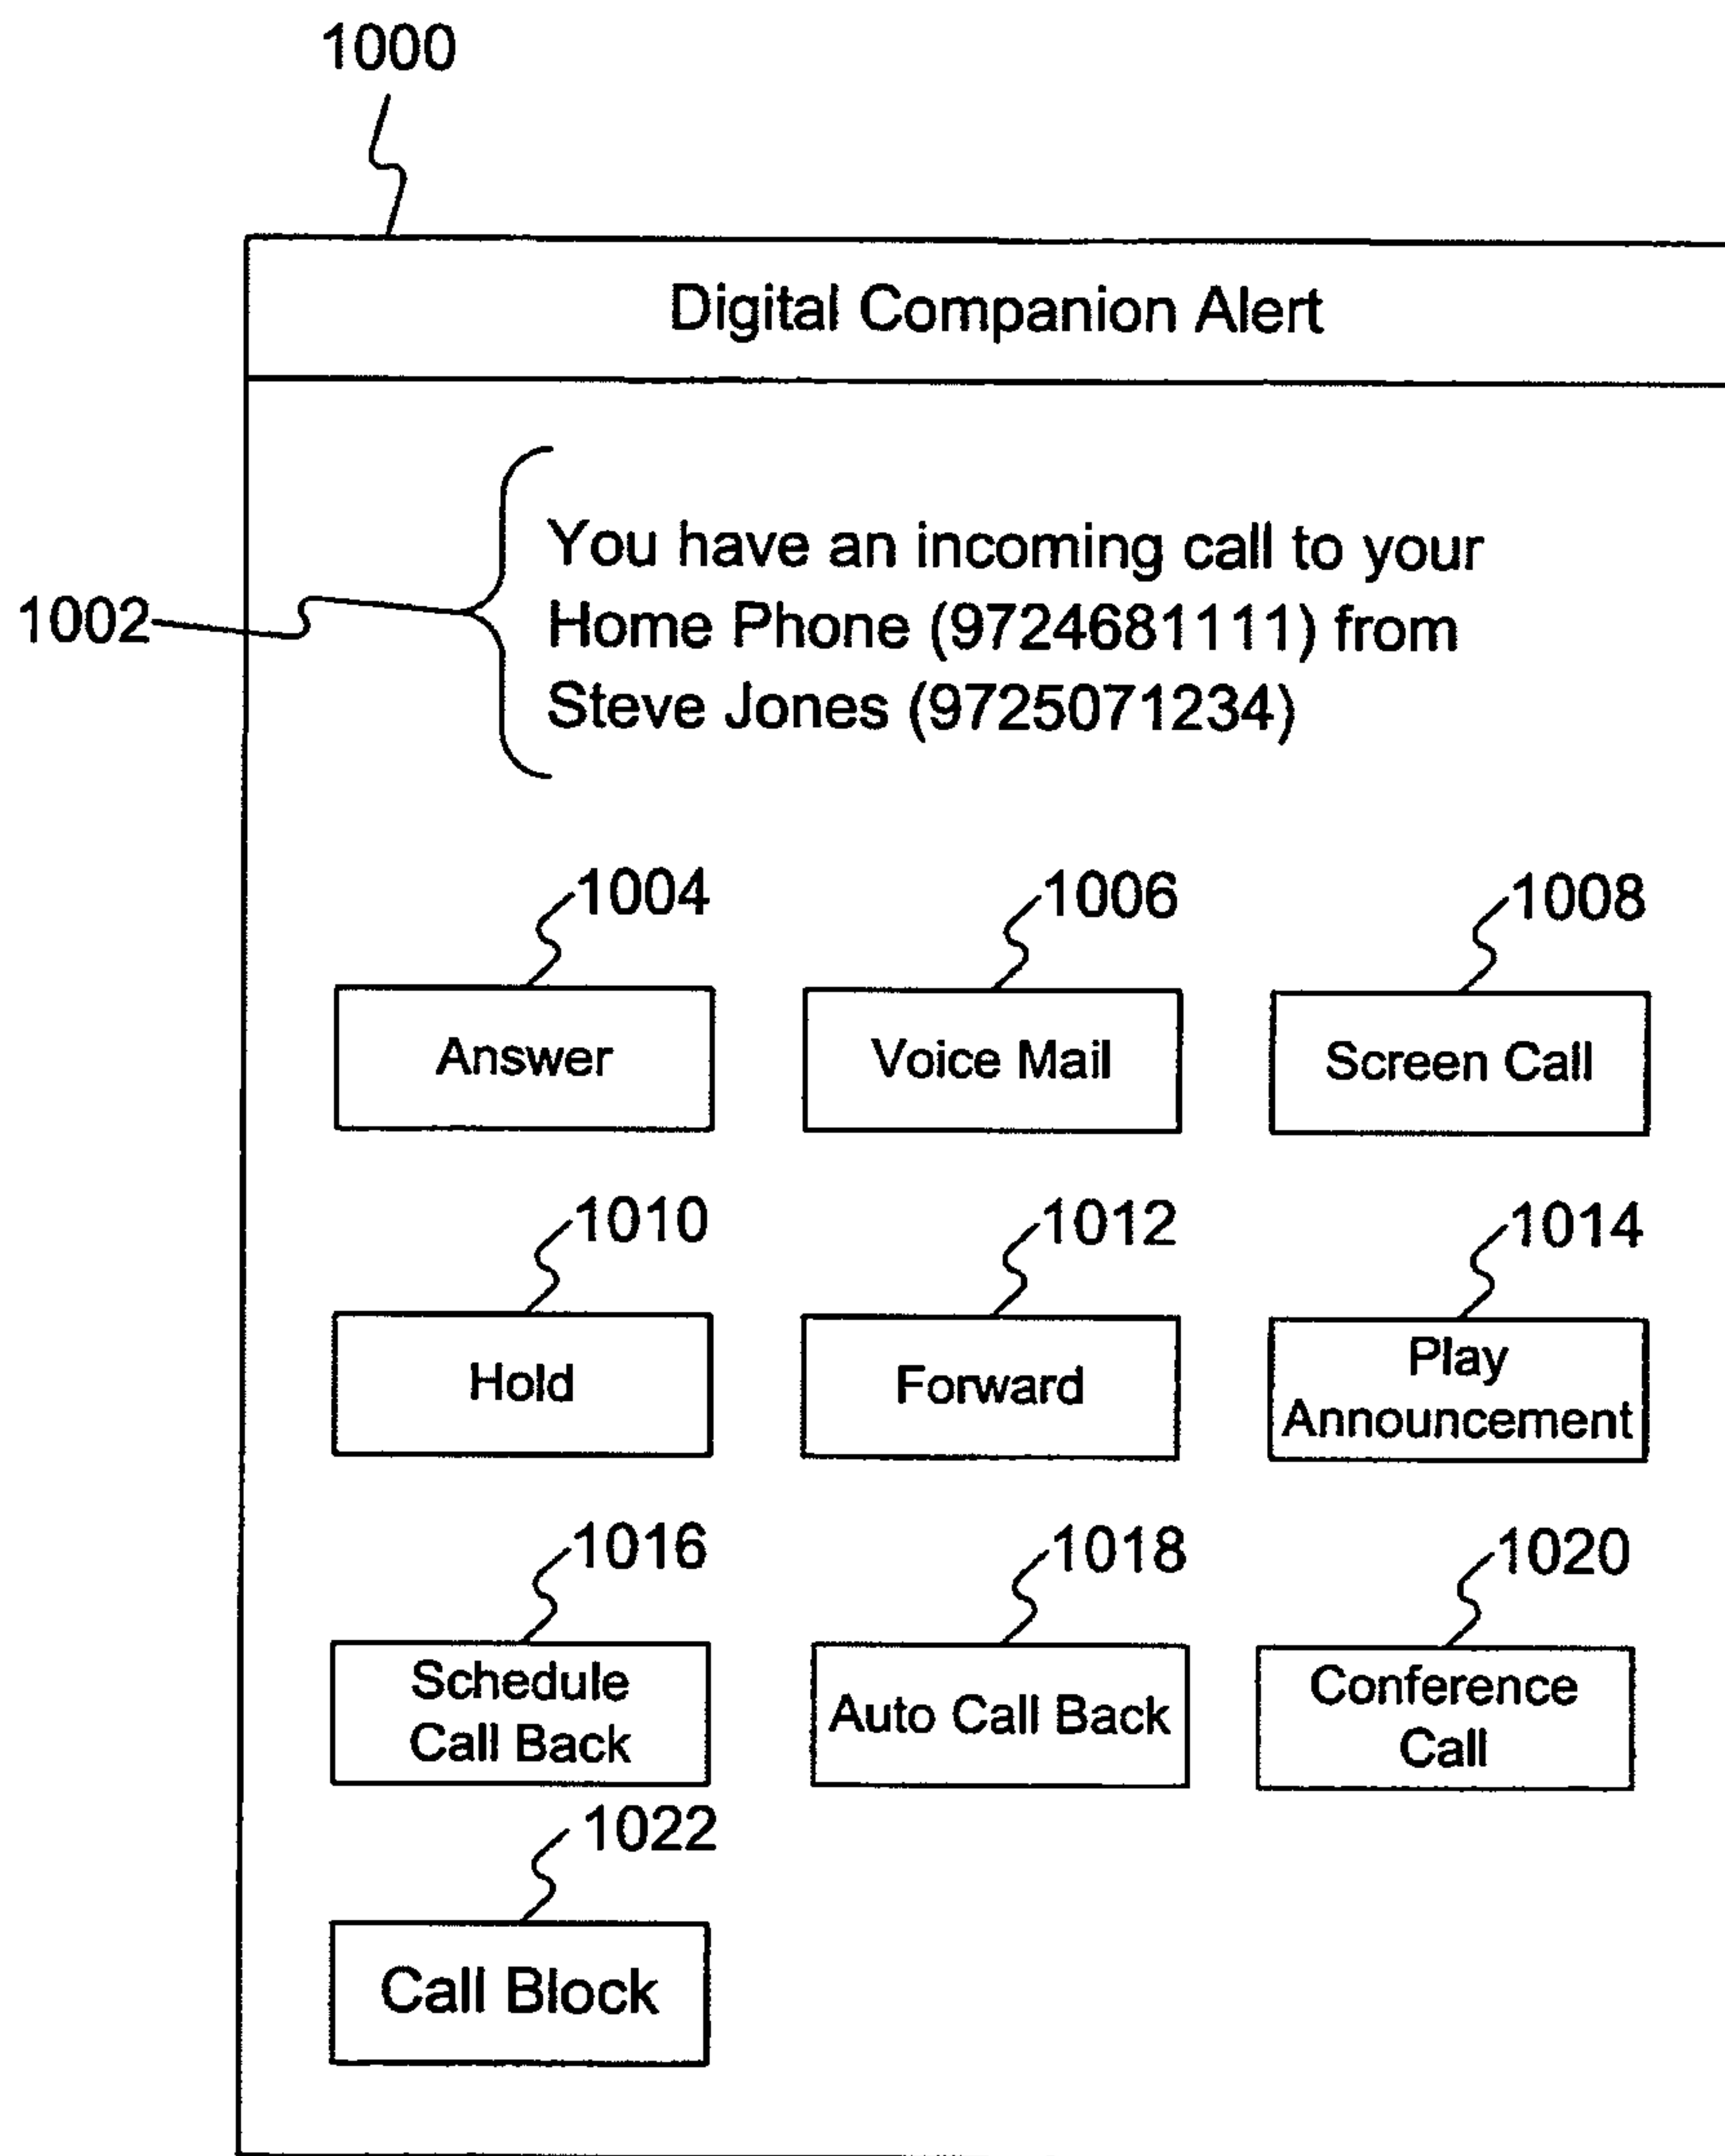 1000
Digital Companion Alert
You have an incoming call to your
1002
Home Phone (9724681111) from
Steve Jones (9725071234)
1004 1006 1008
Answer Voice Mail Screen Call
1010 1012 1014
Hold Forward Play
Announcement
1016 1018 1020
Schedule
Call Back
Auto Call Back
Conference
Call
1022
Call Block